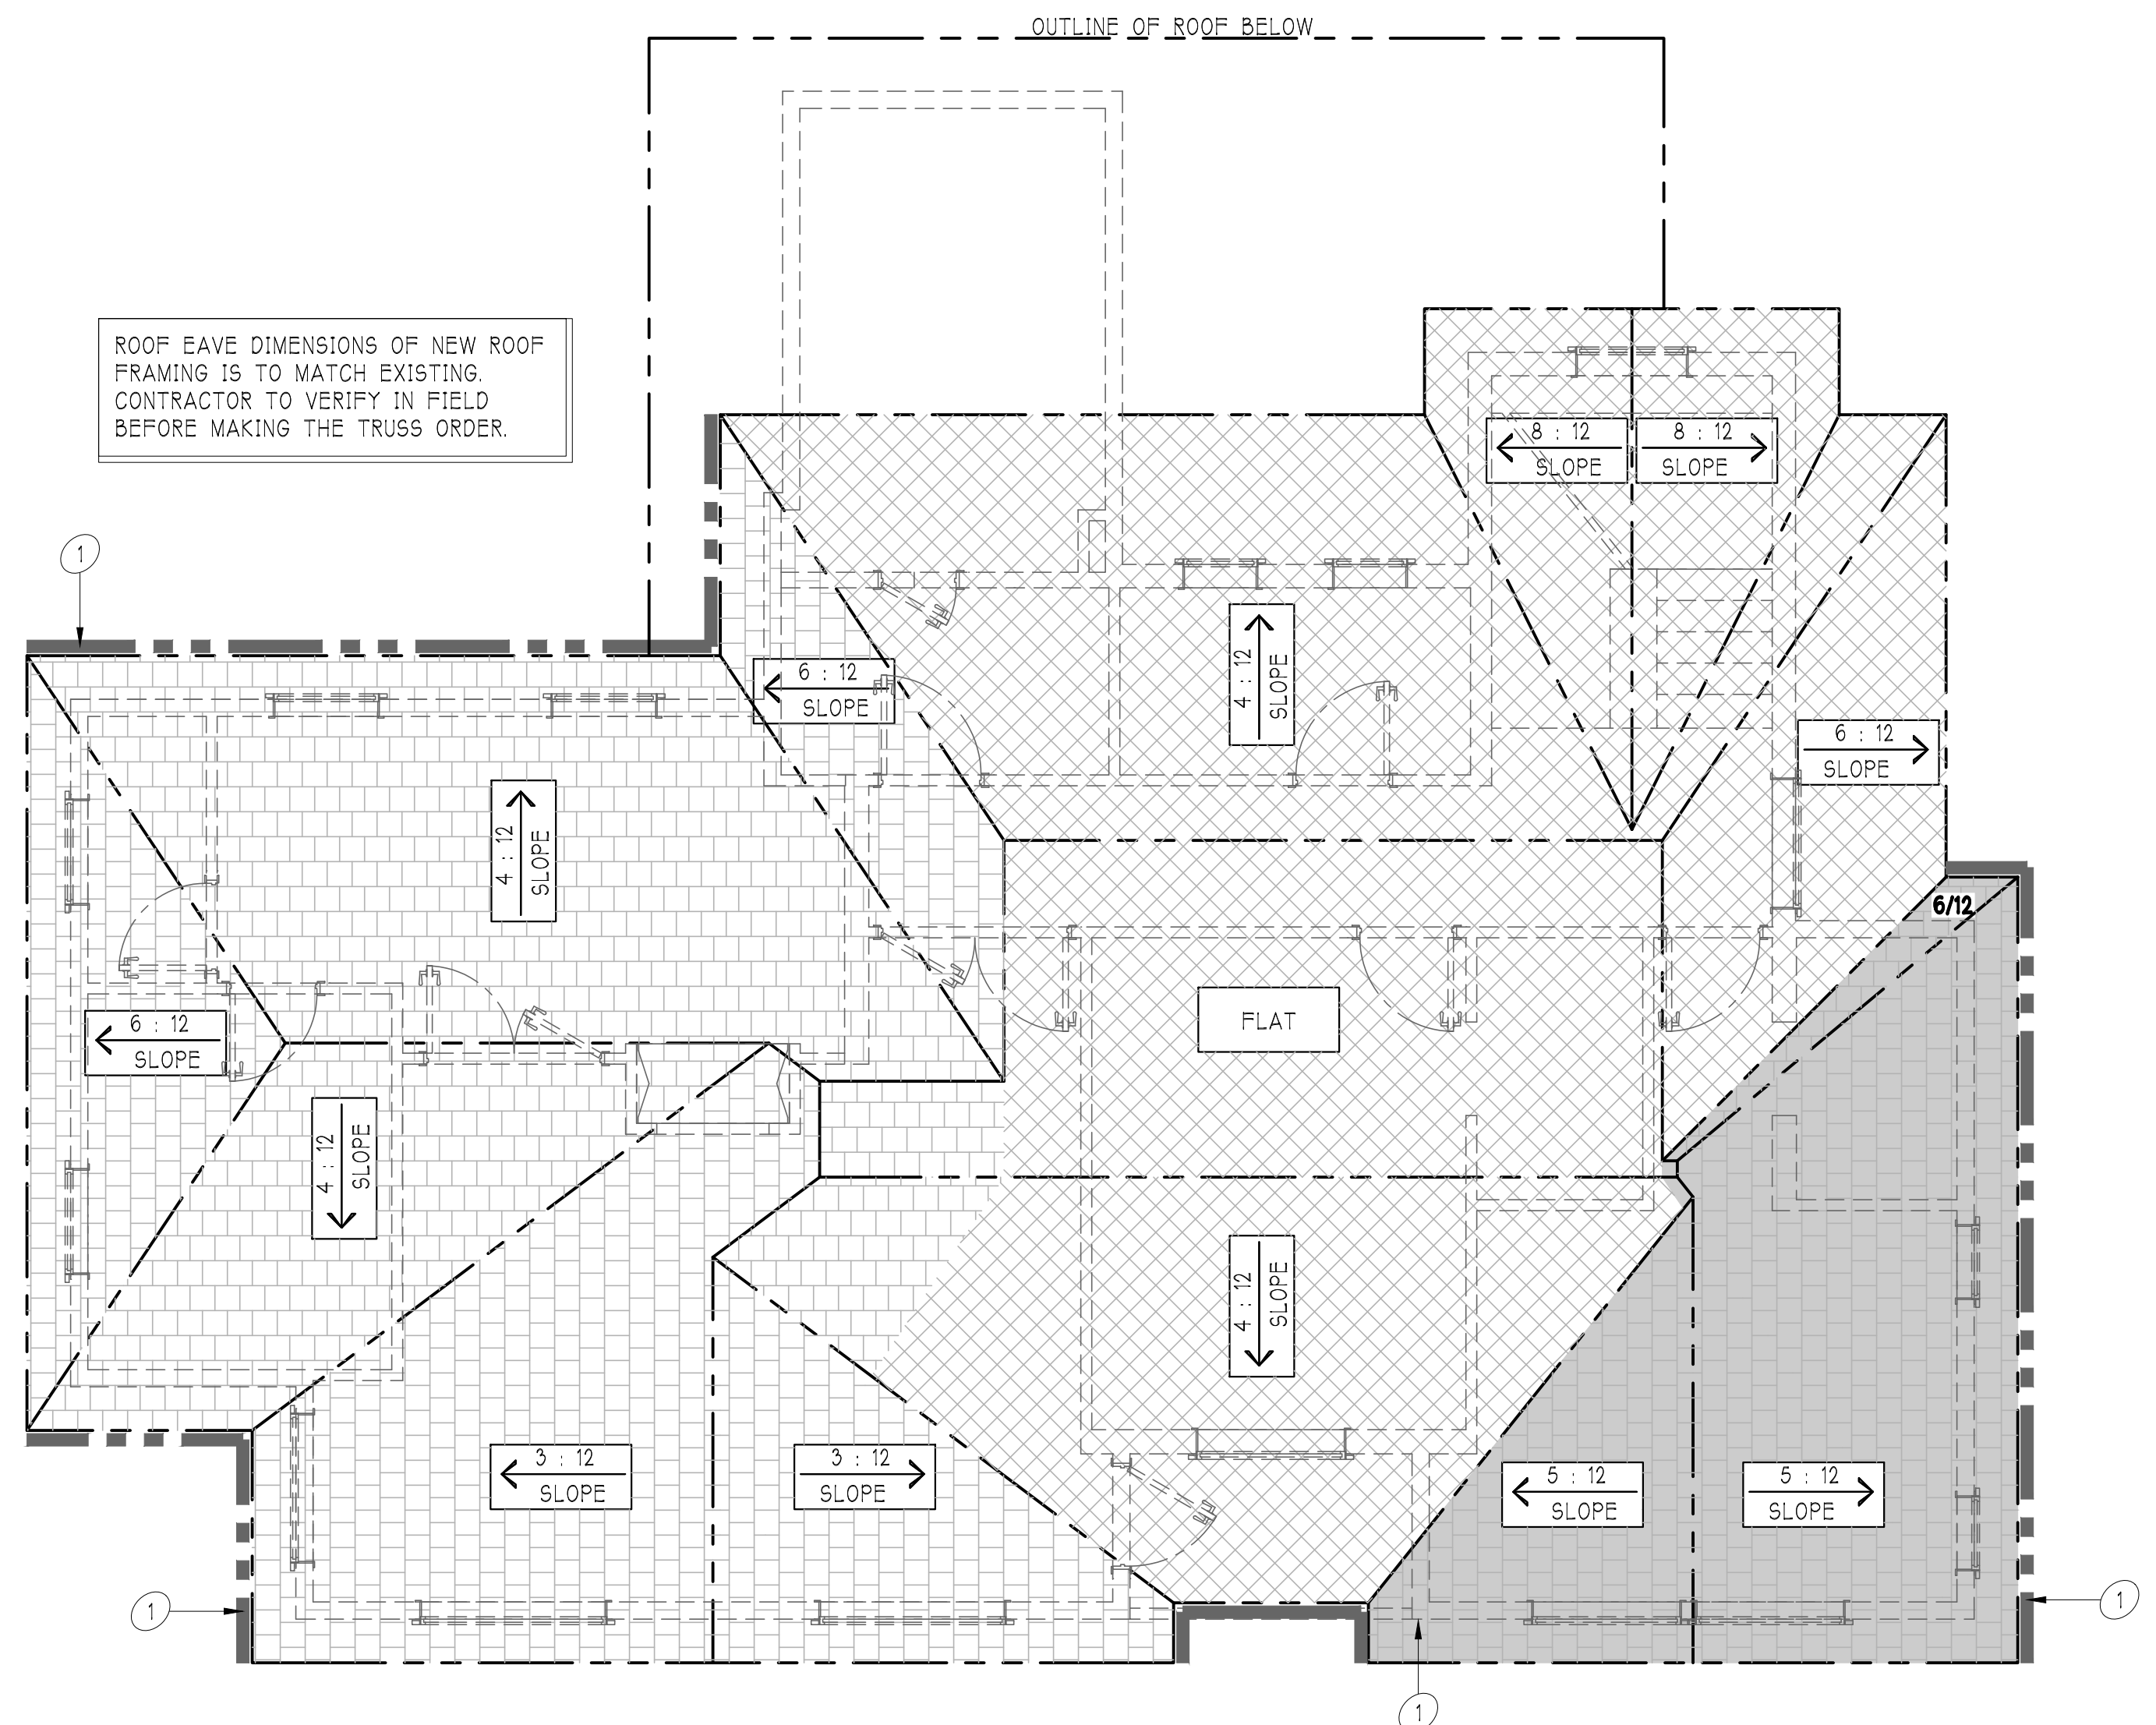 OUTLINE OF ROOF BELOW
ROOF EAVE DIMENSIONS OF NEW ROOF
FRAMING IS TO MATCH EXISTING.
CONTRACTOR TO VERIFY IN FIELD
BEFORE MAKING THE TRUSS ORDER.
8 : 12
SLOPE
8 : 12
SLOPE
1
6 : 12
SLOPE
4 : 12
SLOPE
6 : 12
SLOPE
4 : 12
SLOPE
6/12
6 : 12
SLOPE
FLAT
4 : 12
SLOPE
4 : 12
SLOPE
3 : 12
SLOPE
3 : 12
SLOPE
5 : 12
SLOPE
5 : 12
SLOPE
1
1
1